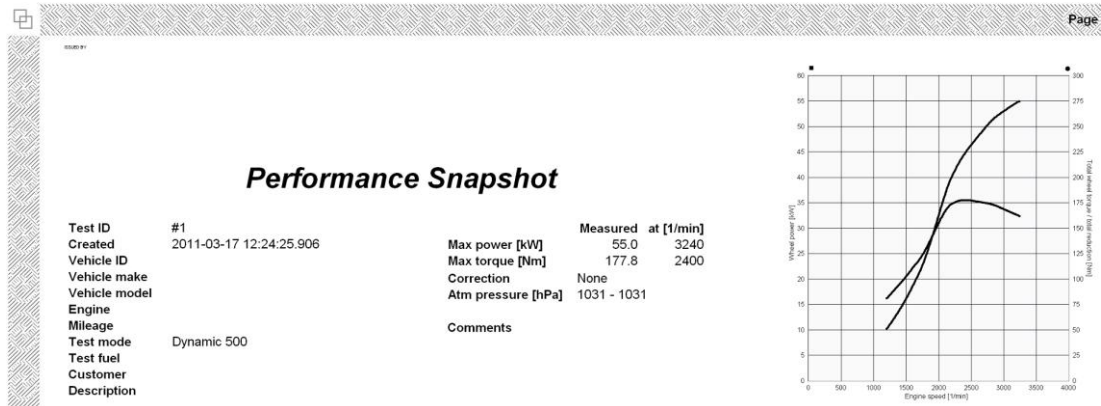 Page
ISSUED BY
Performance Snapshot
Test ID #1
Created 2011-03-17 12:24:25.906
Vehicle ID
Vehicle make
Vehicle model
Engine
Mileage
Test mode Dynamic 500
Test fuel
Customer
Description
Measured at [1/min]
Max power [kW] 55.0 3240
Max torque [Nm] 177.8 2400
Correction None
Atm pressure [hPa] 1031 - 1031
Comments
60
55
50
45
40
35
30
25
20
15
10
5
0
Wheel power [kW]
300
275
250
225
200
175
150
125
100
75
50
25
0
Total wheel torque / total reduction [Nm]
0 500 1000 1500 2000 2500 3000 3500 4000
Engine speed [1/min]